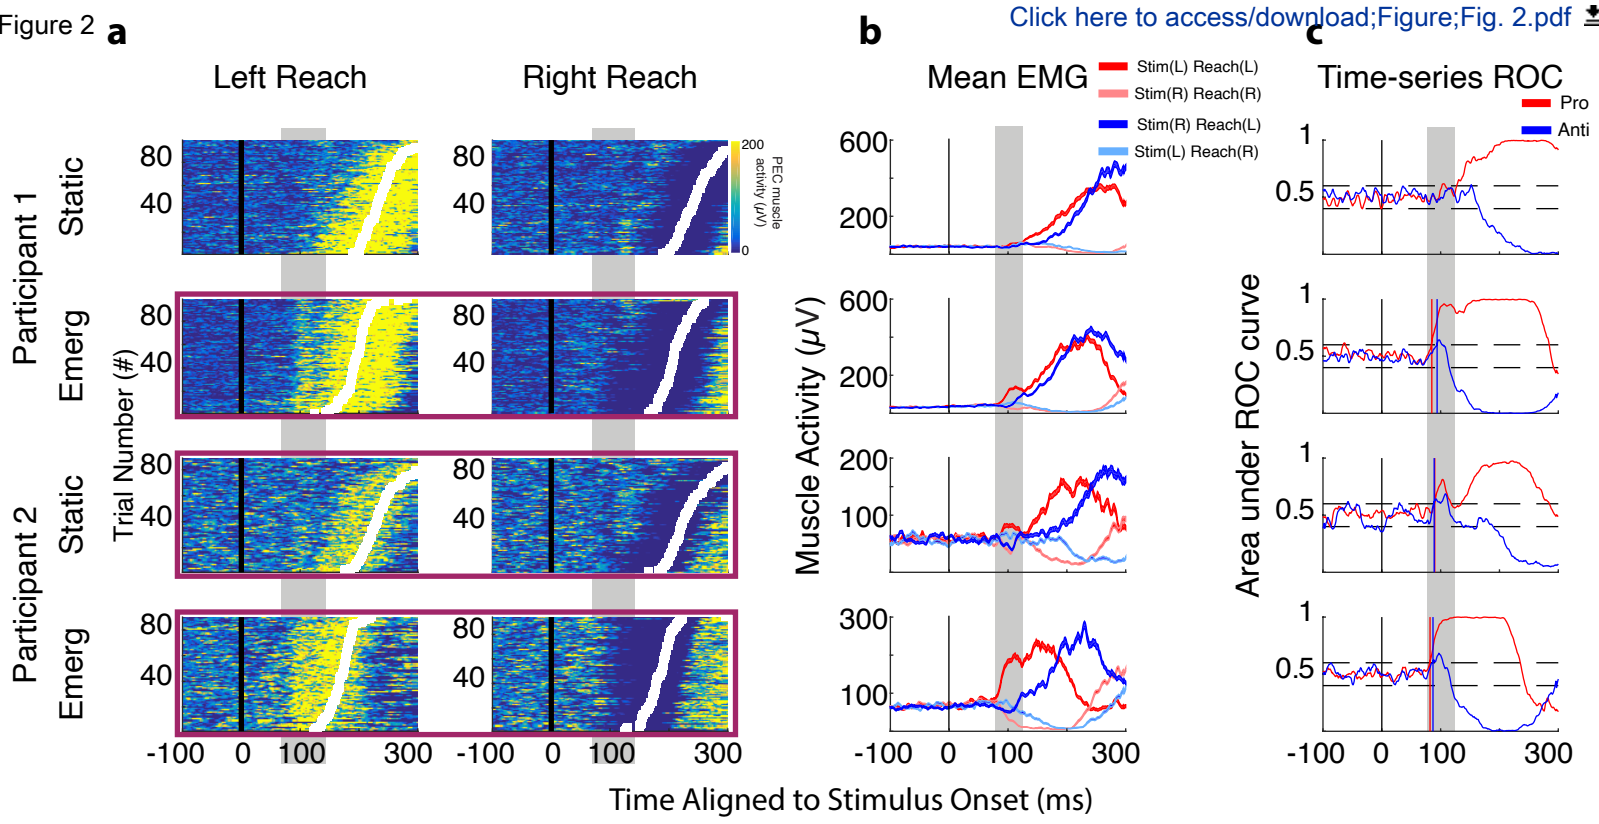 Figure 2
Click here to access/download;Figure;Fig. 2.pdf
a
b
c
Left Reach
Right Reach
Mean EMG
Time-series ROC
Stim(L) Reach(L)
Stim(R) Reach(R)
Stim(R) Reach(L)
Stim(L) Reach(R)
Pro
Anti
Participant 1
Static
Emerg
Participant 2
Static
Emerg
Trial Number (#)
80
40
80
40
200
0
PEC muscle
activity (µV)
80
40
80
40
80
40
80
40
80
40
80
40
-100 0 100 300
-100 0 100 300
Muscle Activity (µV)
600
200
600
200
200
100
300
100
-100 0 100 300
Area under ROC curve
1
0.5
1
0.5
1
0.5
1
0.5
-100 0 100 300
Time Aligned to Stimulus Onset (ms)